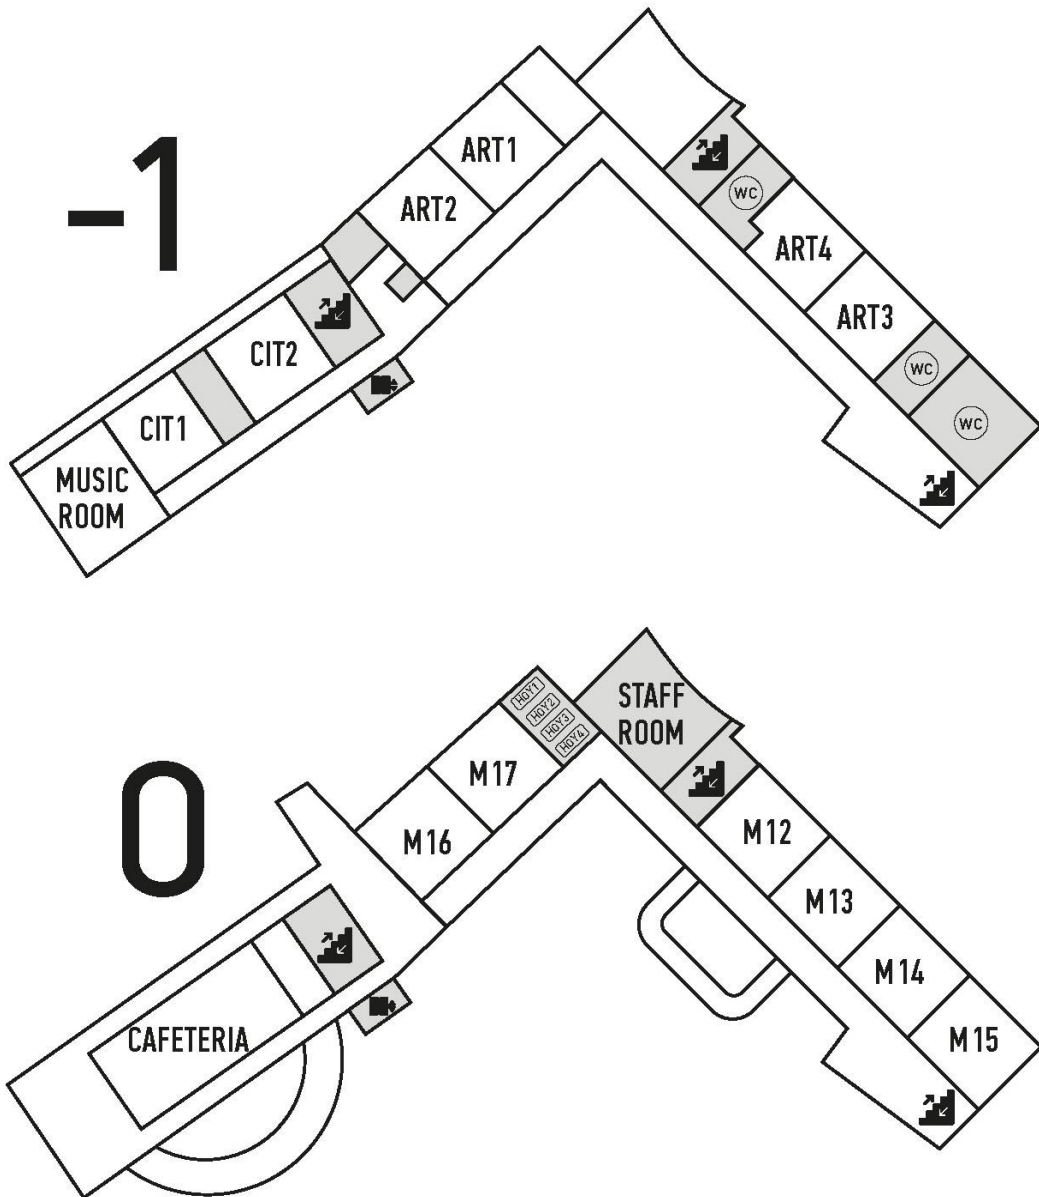 -1
ART1
ART2
WC
ART4
ART3
WC
WC
CIT2
CIT1
MUSIC
ROOM
0
HOY1
HOY2
HOY3
HOY4
STAFF
ROOM
M17
M16
M12
M13
M14
M15
CAFETERIA